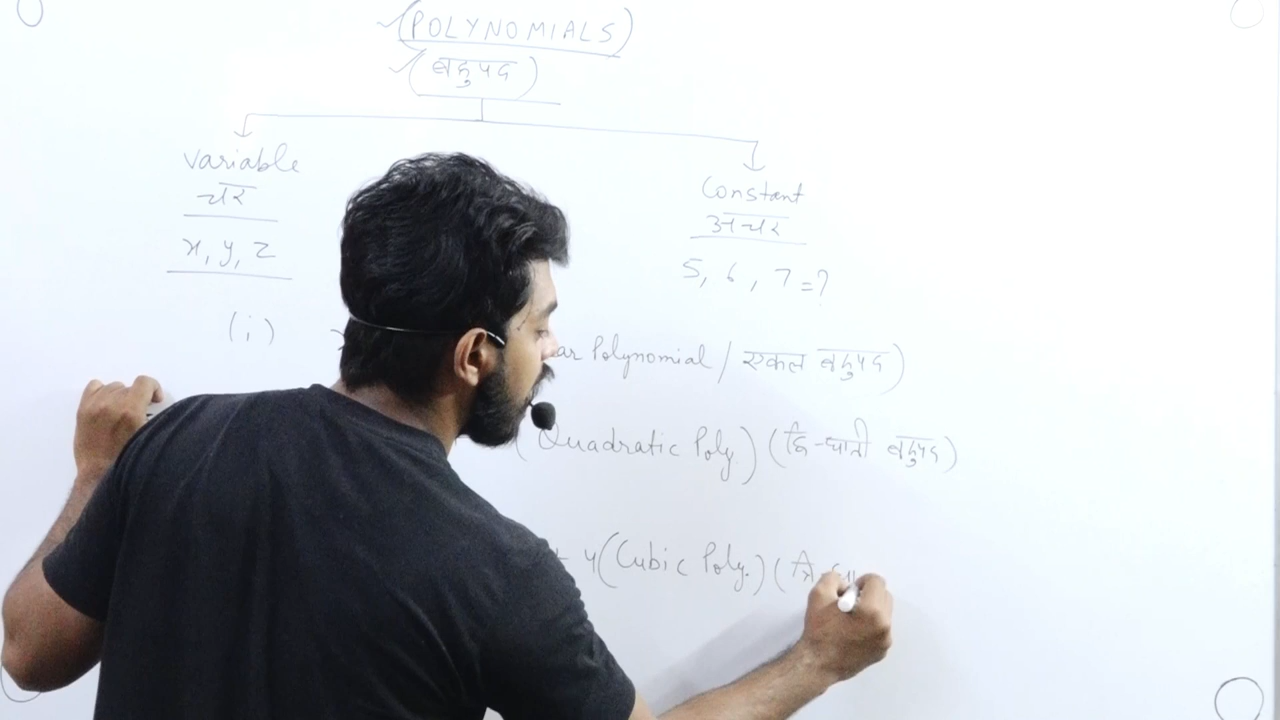 (POLYNOMIALS)
(बहुपद)
Variable
चर
x, y, z
Constant
अचर
5, 6, 7 = ?
(i)
ar Polynomial / एकल बहुपद)
(Quadratic Poly.) (द्वि-घाती बहुपद)
+ y (Cubic Poly.) (त्रि-घा